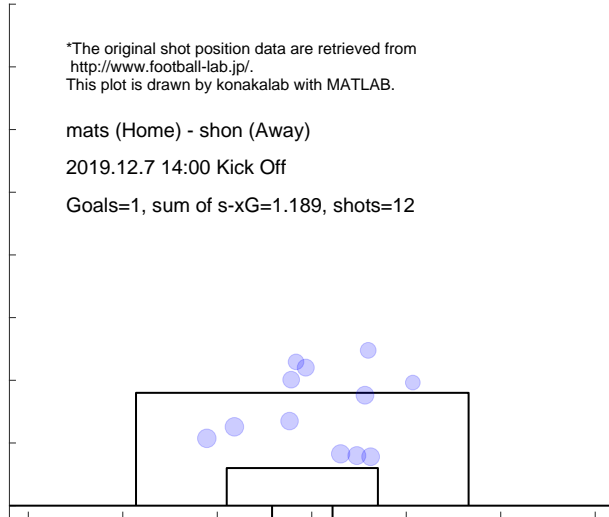 *The original shot position data are retrieved from
http://www.football-lab.jp/.
This plot is drawn by konakalab with MATLAB.
mats (Home) - shon (Away)
2019.12.7 14:00 Kick Off
Goals=1, sum of s-xG=1.189, shots=12